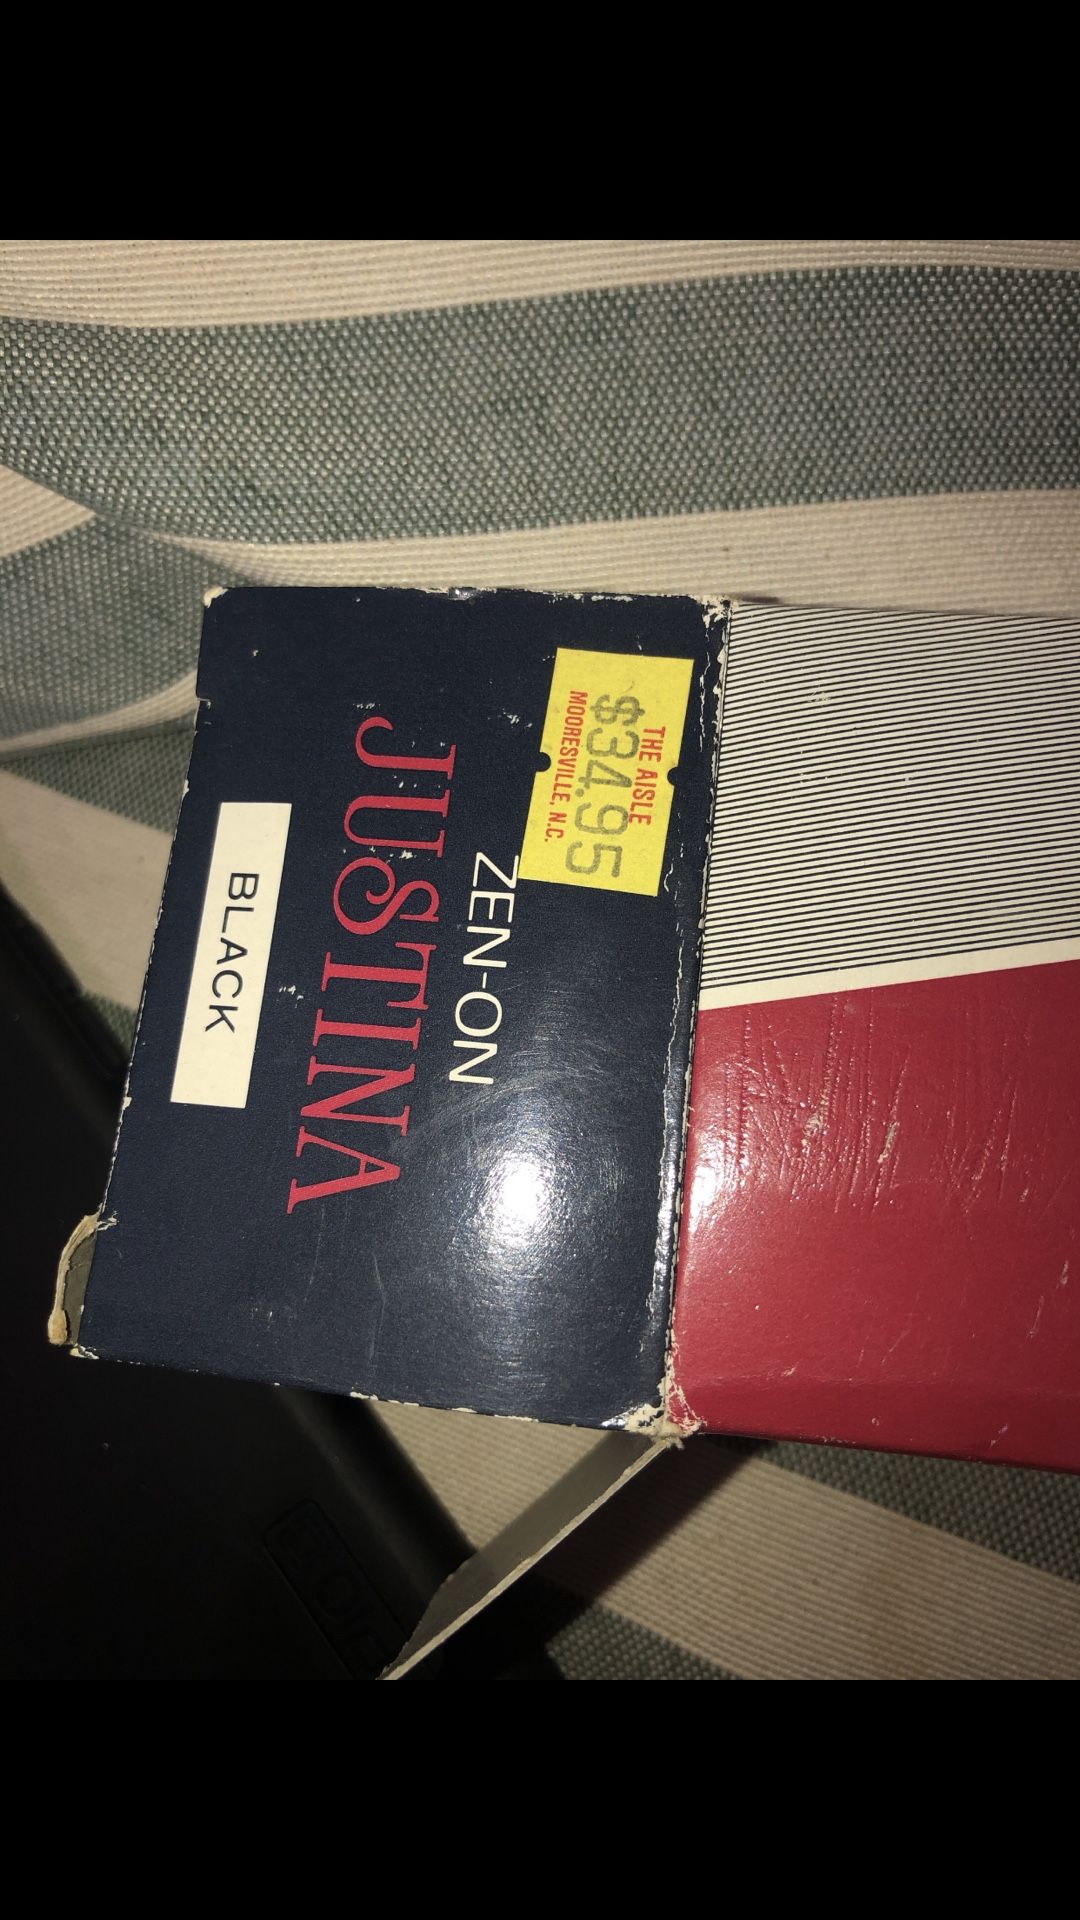 THE AISLE
$34.95
MOORESVILLE, N.C.
ZEN-ON
JUSTINA
BLACK